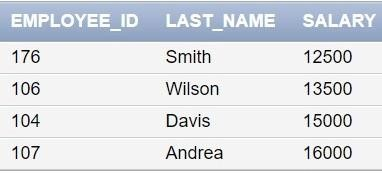 EMPLOYEE_ID LAST_NAME SALARY
176 Smith 12500
106 Wilson 13500
104 Davis 15000
107 Andrea 16000